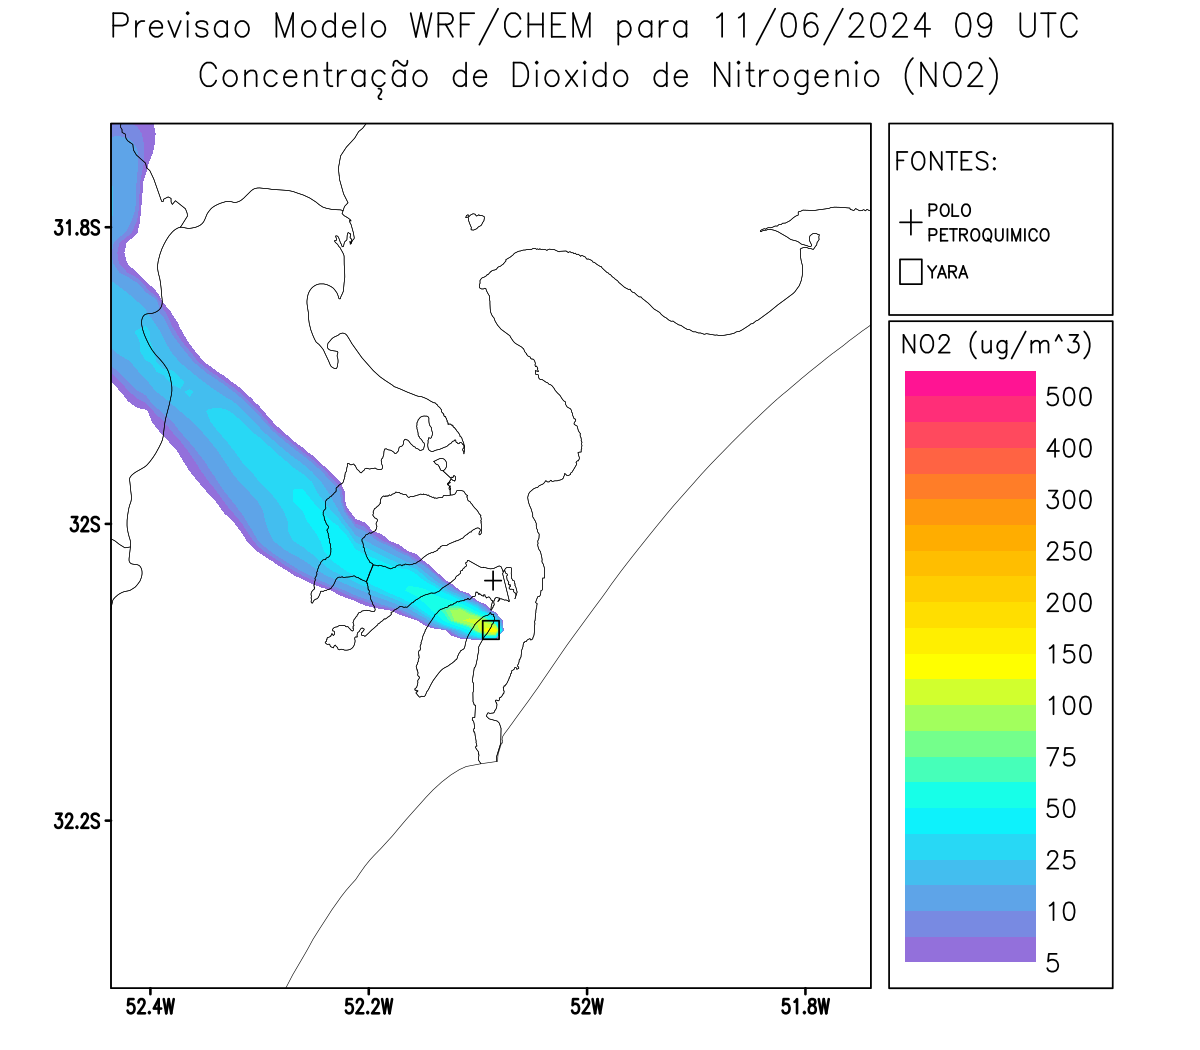 Previsao Modelo WRF/CHEM para 11/06/2024 09 UTC
Concentração de Dioxido de Nitrogenio (NO2)
FONTES:
POLO
PETROQUIMICO
YARA
NO2 (ug/m^3)
500
400
300
250
200
150
100
75
50
25
10
5
31.8S
32S
32.2S
52.4W
52.2W
52W
51.8W